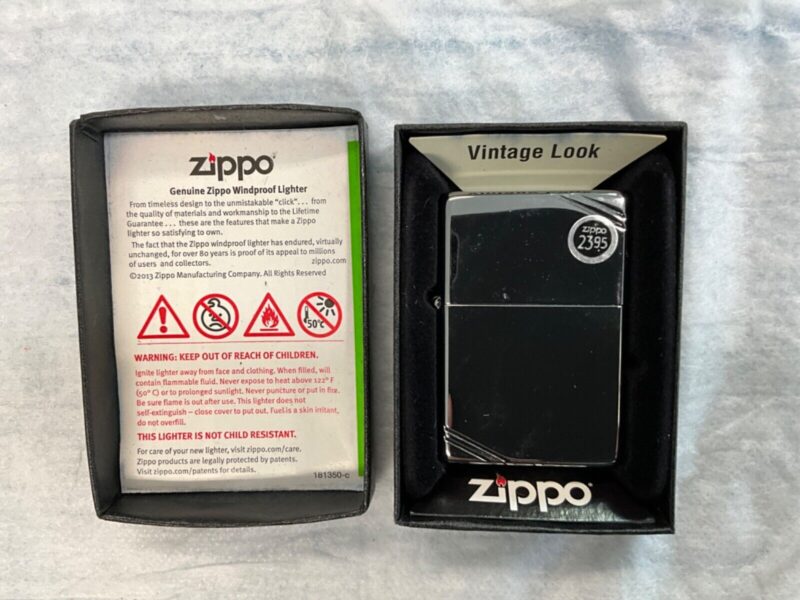 zippo
Genuine Zippo Windproof Lighter
From timeless design to the unmistakable “click”... from
the quality of materials and workmanship to the Lifetime
Guarantee ... these are the features that make a Zippo
lighter so satisfying to own.
The fact that the Zippo windproof lighter has endured, virtually
unchanged, for over 80 years is proof of its appeal to millions
of users and collectors.
zippo.com
©2013 Zippo Manufacturing Company. All Rights Reserved
50°C
WARNING: KEEP OUT OF REACH OF CHILDREN.
Ignite lighter away from face and clothing. When filled, will
contain flammable fluid. Never expose to heat above 122° F
(50° C) or to prolonged sunlight. Never puncture or put in fire.
Be sure flame is out after use. This lighter does not
self-extinguish – close cover to put out. Fuel is a skin irritant,
do not overfill.
THIS LIGHTER IS NOT CHILD RESISTANT.
For care of your new lighter, visit zippo.com/care.
Zippo products are legally protected by patents.
Visit zippo.com/patents for details.
181350-c
Vintage Look
zippo
2395
zippo